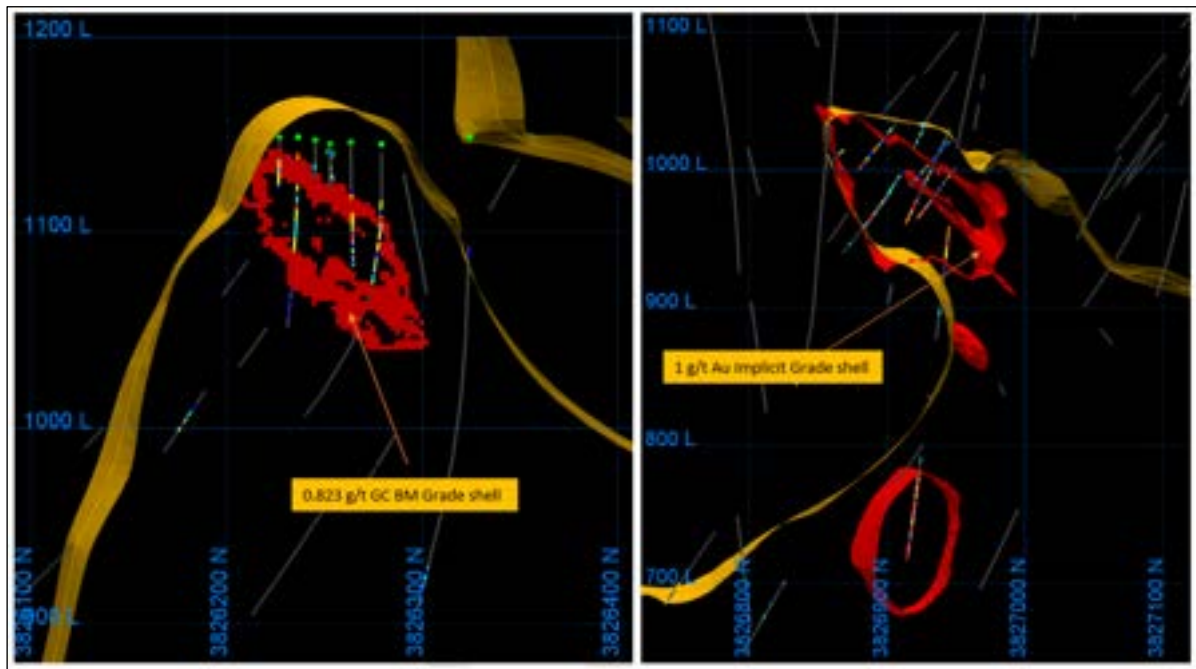 1200 L
1100 L
1000 L
3826200 N
3826300 N
3826400 N
0.823 g/t GC BM Grade shell
1100 L
1000 L
900 L
800 L
700 L
3826800 N
3826900 N
3827000 N
3827100 N
1 g/t Au Implicit Grade shell